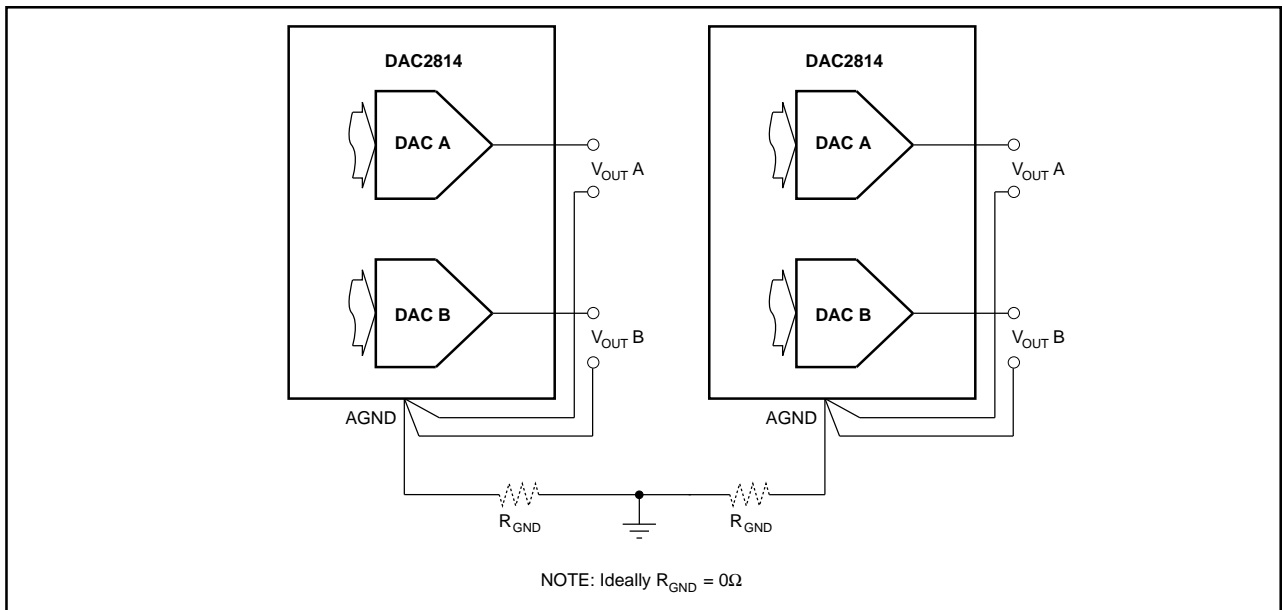 DAC2814
DAC A
V_OUT A
DAC B
V_OUT B
AGND
DAC2814
DAC A
V_OUT A
DAC B
V_OUT B
AGND
R_GND
R_GND
NOTE: Ideally R_GND = 0Ω